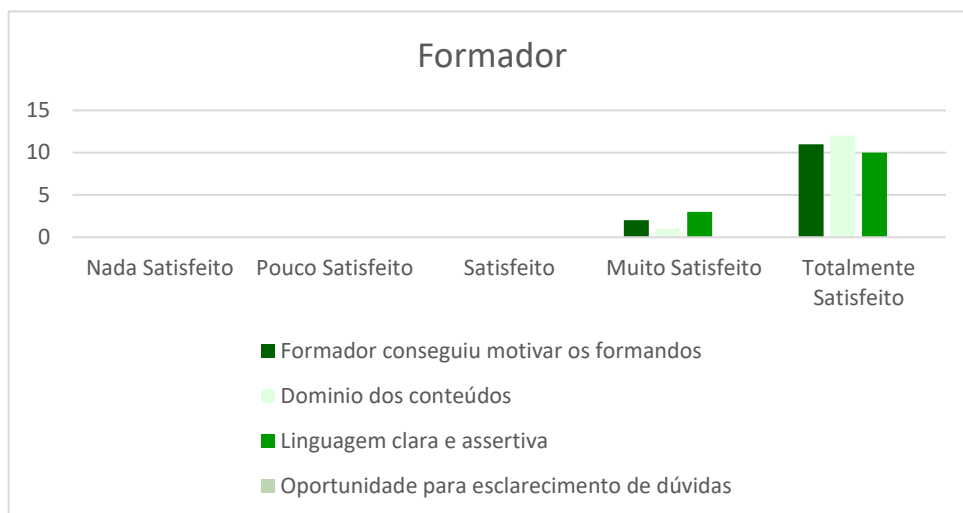 Formador
15
10
5
0
Nada Satisfeito
Pouco Satisfeito
Satisfeito
Muito Satisfeito
Totalmente
Satisfeito
Formador conseguiu motivar os formandos
Dominio dos conteúdos
Linguagem clara e assertiva
Oportunidade para esclarecimento de dúvidas